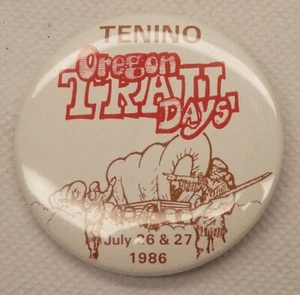 TENINO
Oregon
TRAIL
DAYS
July 26 & 27
1986